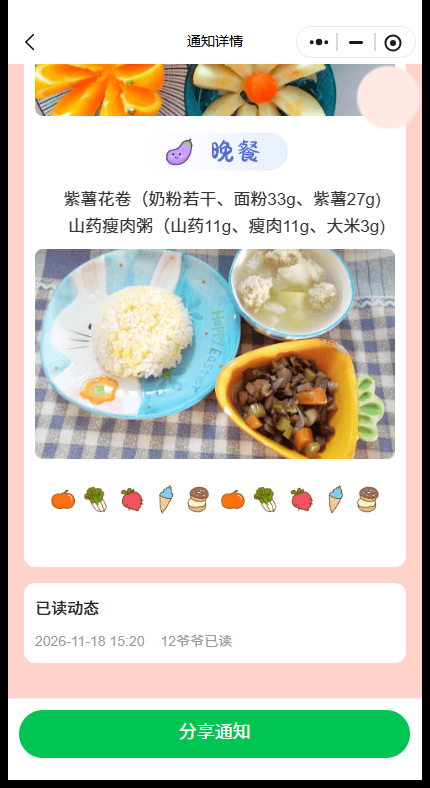 通知详情
晚餐
紫薯花卷（奶粉若干、面粉33g、紫薯27g)
山药瘦肉粥（山药11g、瘦肉11g、大米3g)
HAPPY EASTER
已读动态
2026-11-18 15:20 12爷爷已读
分享通知